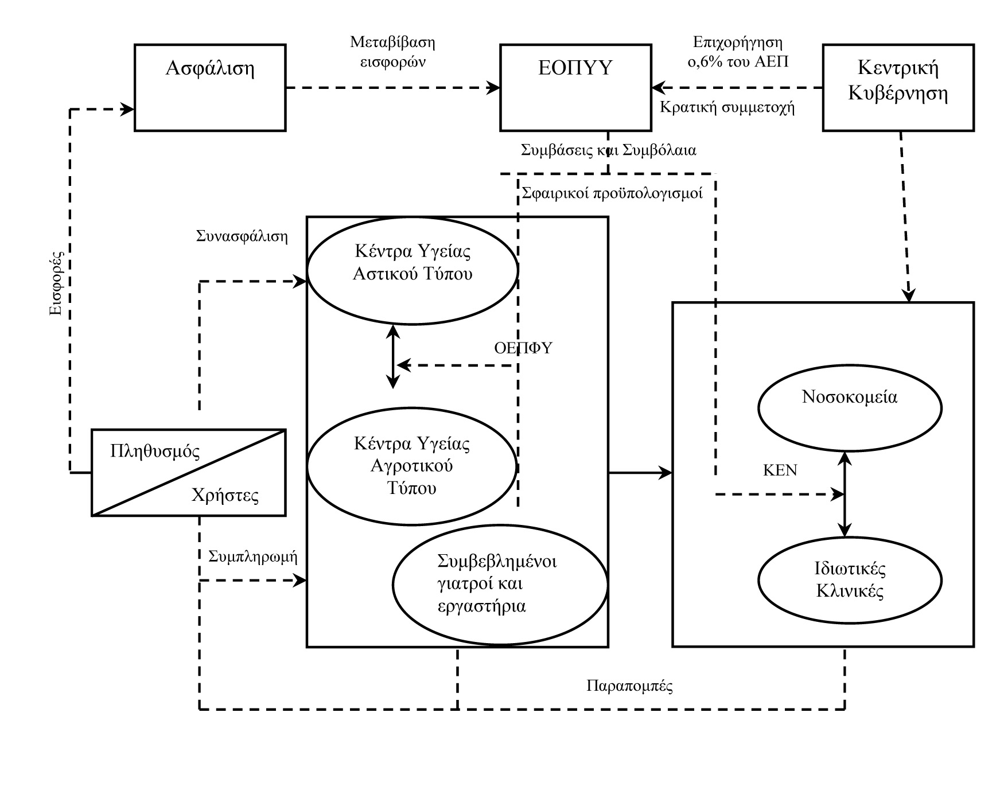 Μεταβίβαση
εισφορών
Επιχορήγηση
ο,6% του ΑΕΠ
Ασφάλιση
ΕΟΠΥΥ
Κεντρική
Κυβέρνηση
Κρατική συμμετοχή
Συμβάσεις και Συμβόλαια
Σφαιρικοί προϋπολογισμοί
Συνασφάλιση
Εισφορές
Κέντρα Υγείας
Αστικού Τύπου
ΟΕΠΦΥ
Νοσοκομεία
Πληθυσμός
Χρήστες
Κέντρα Υγείας
Αγροτικού
Τύπου
ΚΕΝ
Συμπληρωμή
Συμβεβλημένοι
γιατροί και
εργαστήρια
Ιδιωτικές
Κλινικές
Παραπομπές